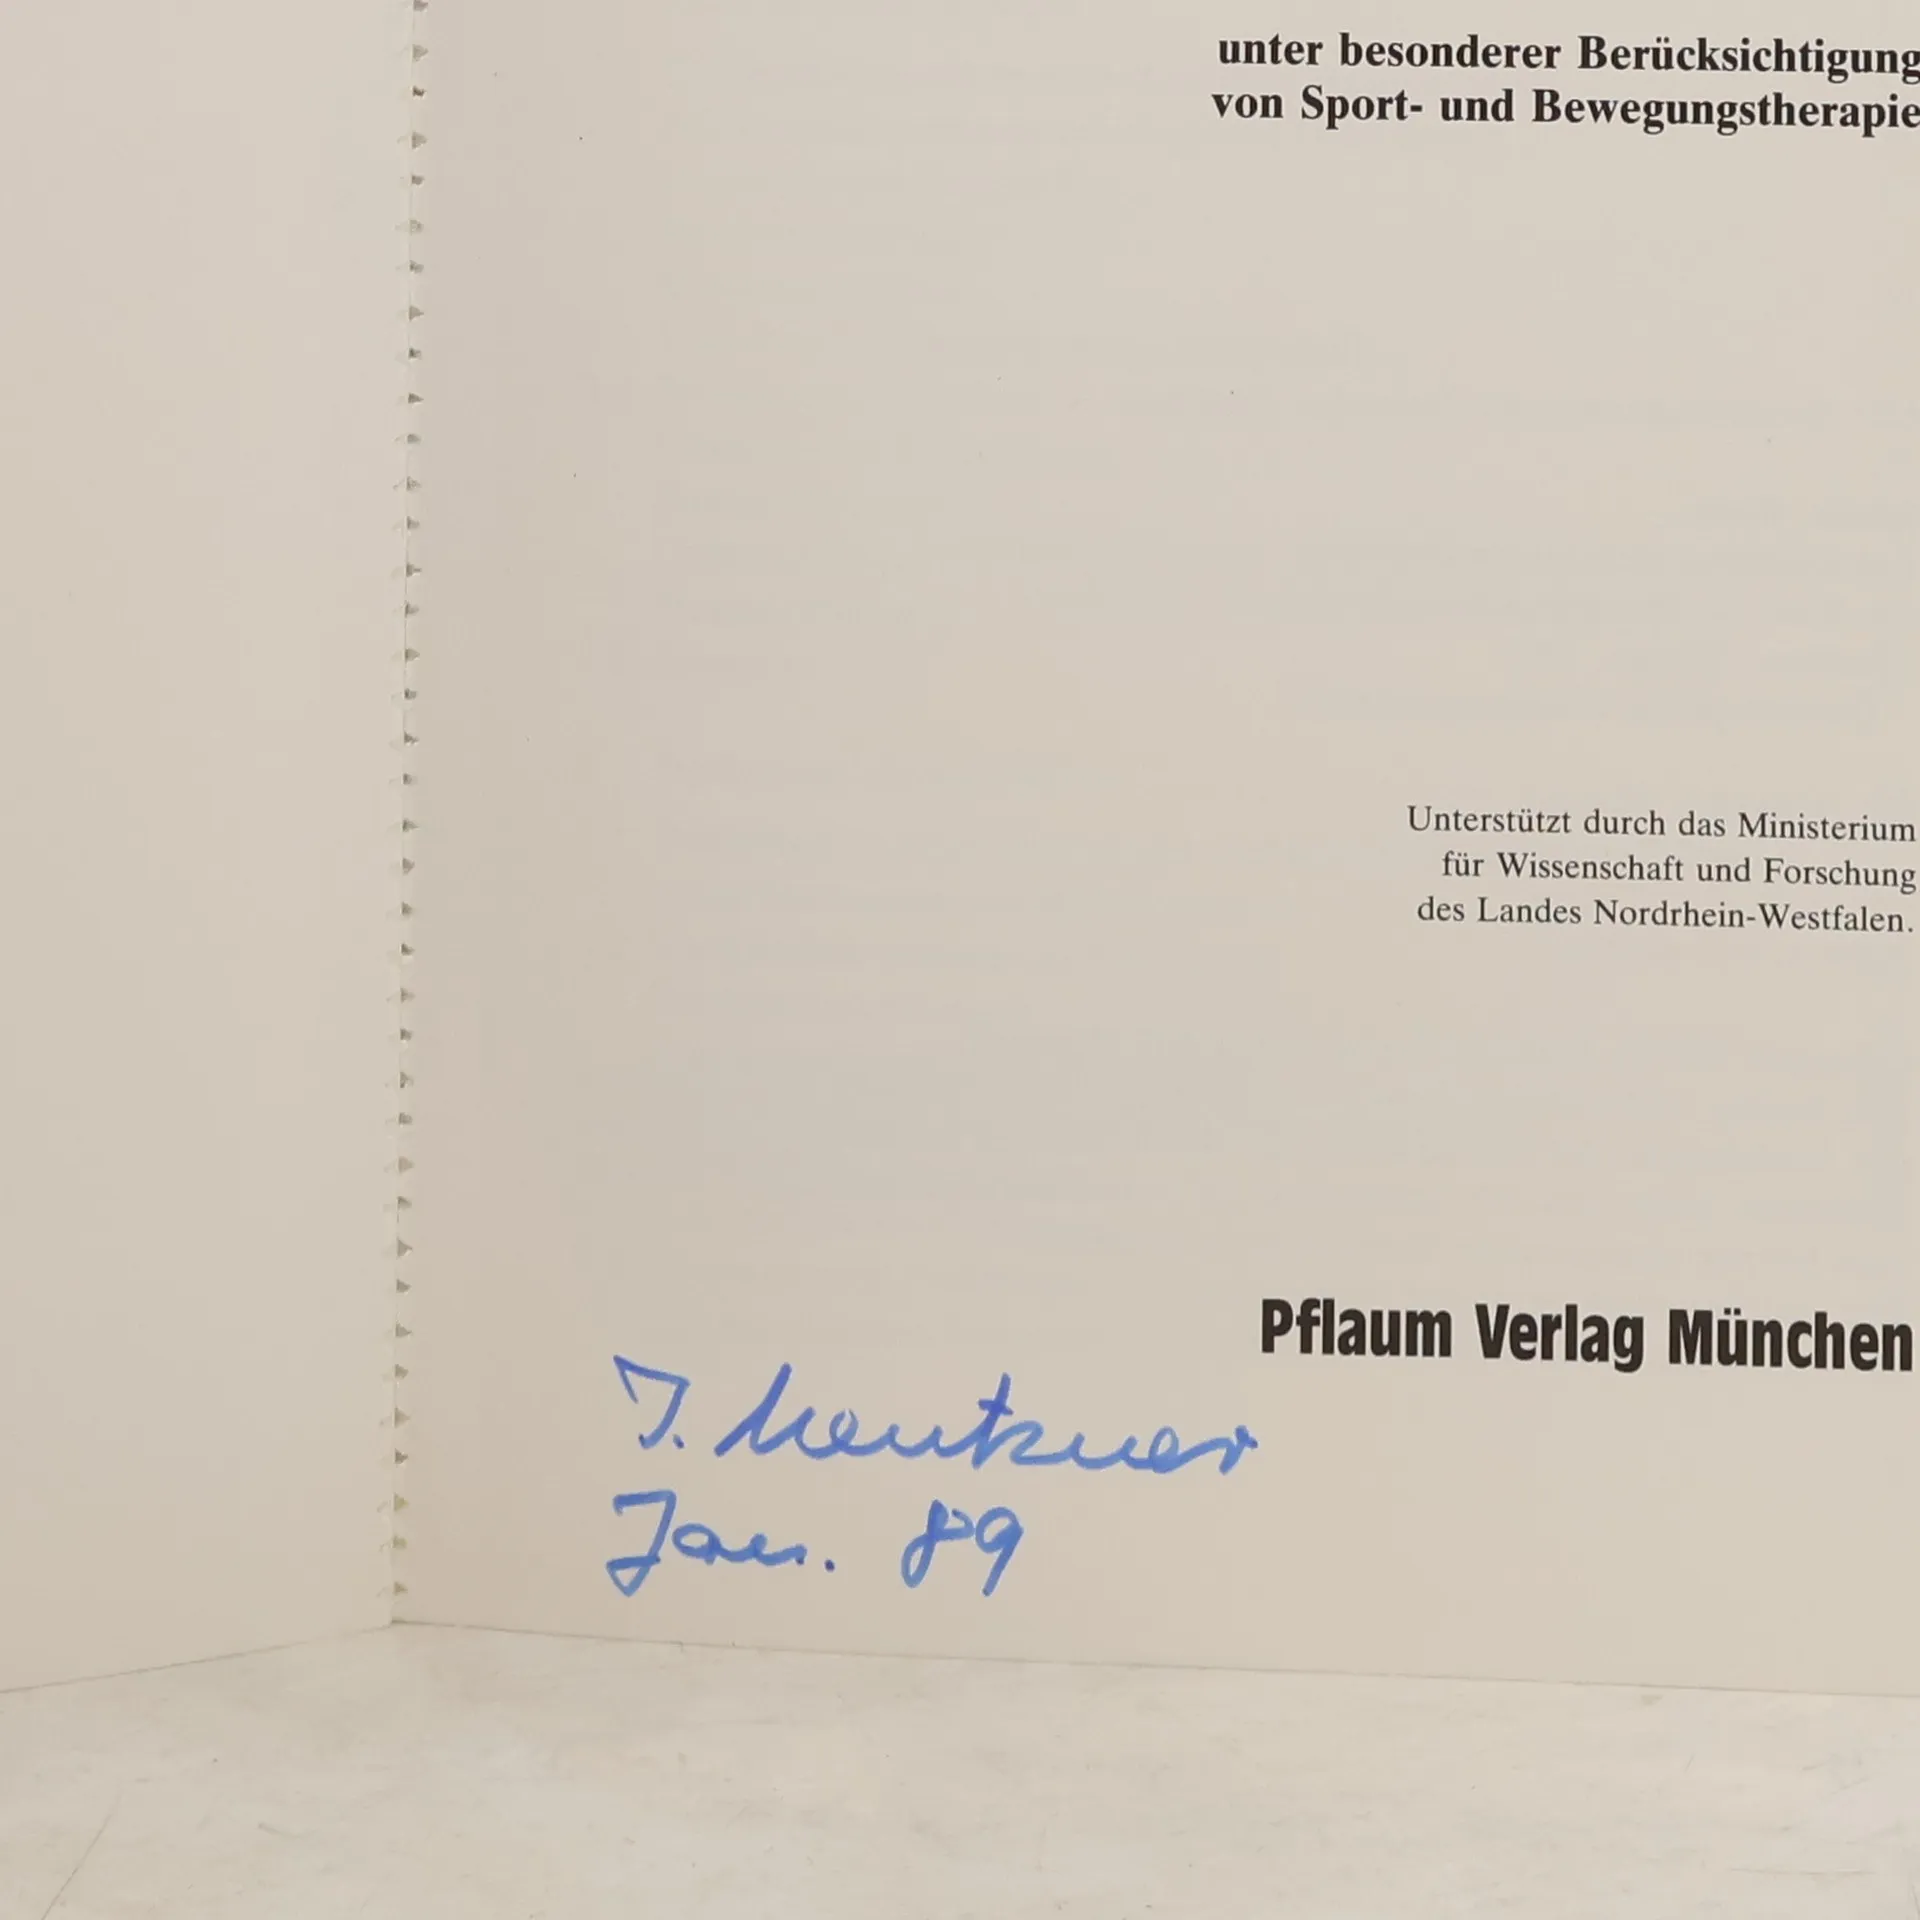 unter besonderer Berücksichtigung
von Sport- und Bewegungstherapie
Unterstützt durch das Ministerium
für Wissenschaft und Forschung
des Landes Nordrhein-Westfalen.
Pflaum Verlag München
J.
Jan. 89